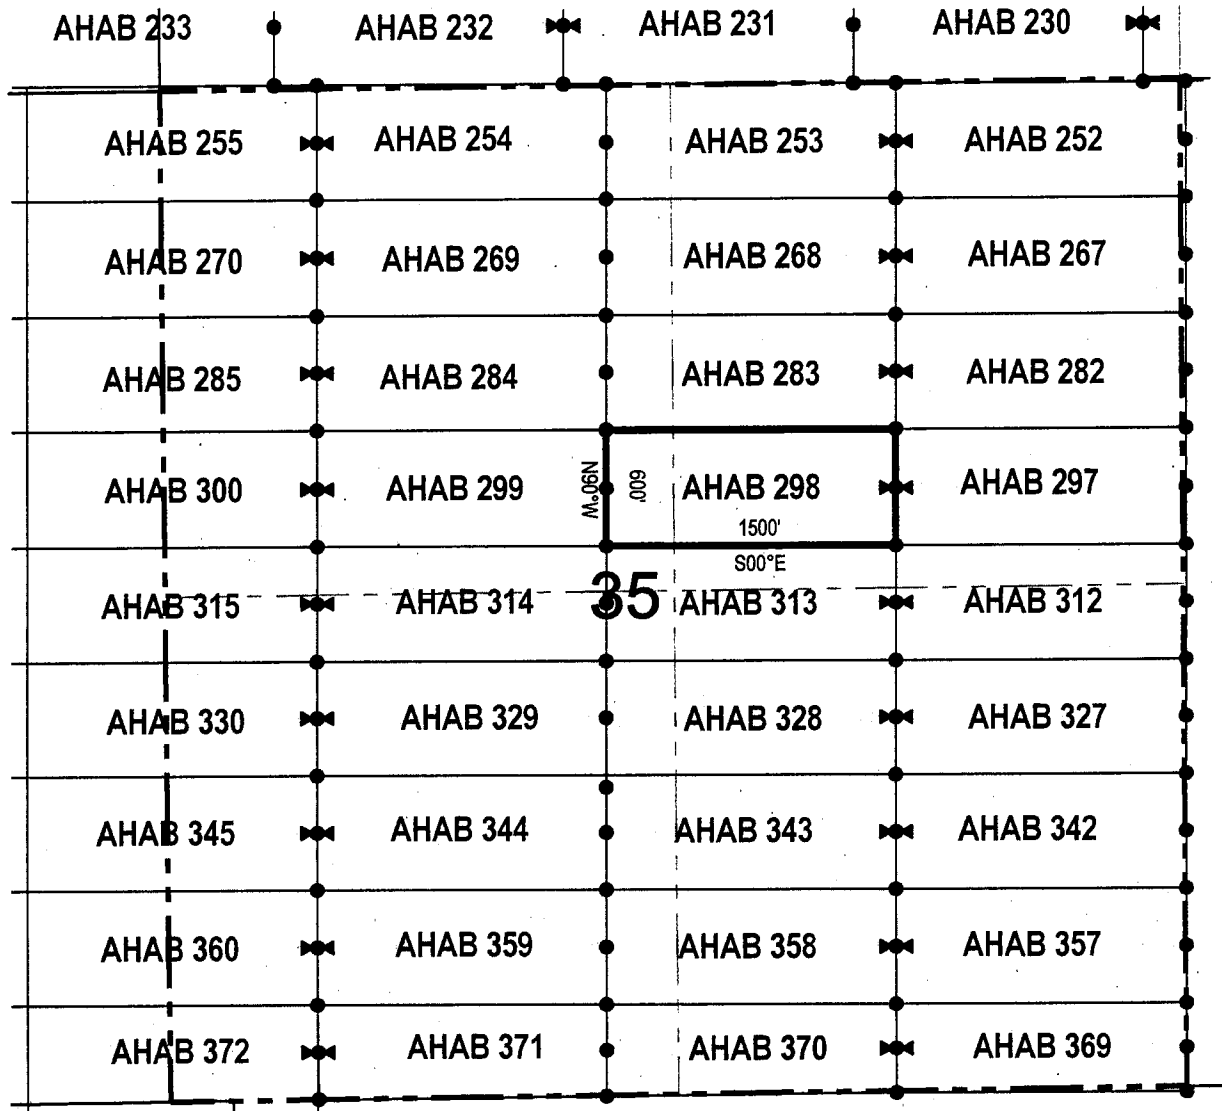 AHAB 233 AHAB 232 AHAB 231 AHAB 230
AHAB 255 AHAB 254 AHAB 253 AHAB 252
AHAB 270 AHAB 269 AHAB 268 AHAB 267
AHAB 285 AHAB 284 AHAB 283 AHAB 282
AHAB 300 AHAB 299 N90°W 600' AHAB 298 AHAB 297
1500'
S00°E
35
AHAB 315 AHAB 314 AHAB 313 AHAB 312
AHAB 330 AHAB 329 AHAB 328 AHAB 327
AHAB 345 AHAB 344 AHAB 343 AHAB 342
AHAB 360 AHAB 359 AHAB 358 AHAB 357
AHAB 372 AHAB 371 AHAB 370 AHAB 369